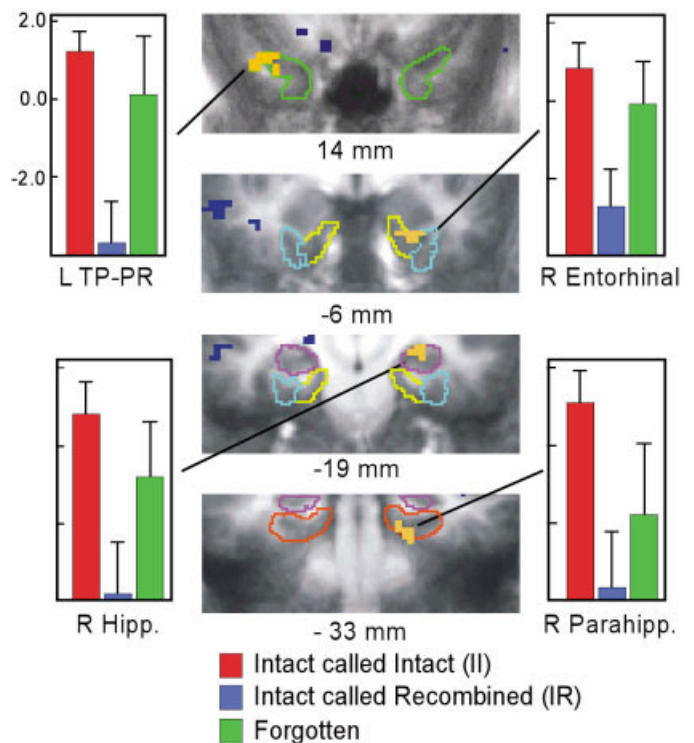 2.0
0.0
-2.0
L TP-PR
14 mm
R Entorhinal
-6 mm
-19 mm
R Hipp.
- 33 mm
R Parahipp.
Intact called Intact (II)
Intact called Recombined (IR)
Forgotten